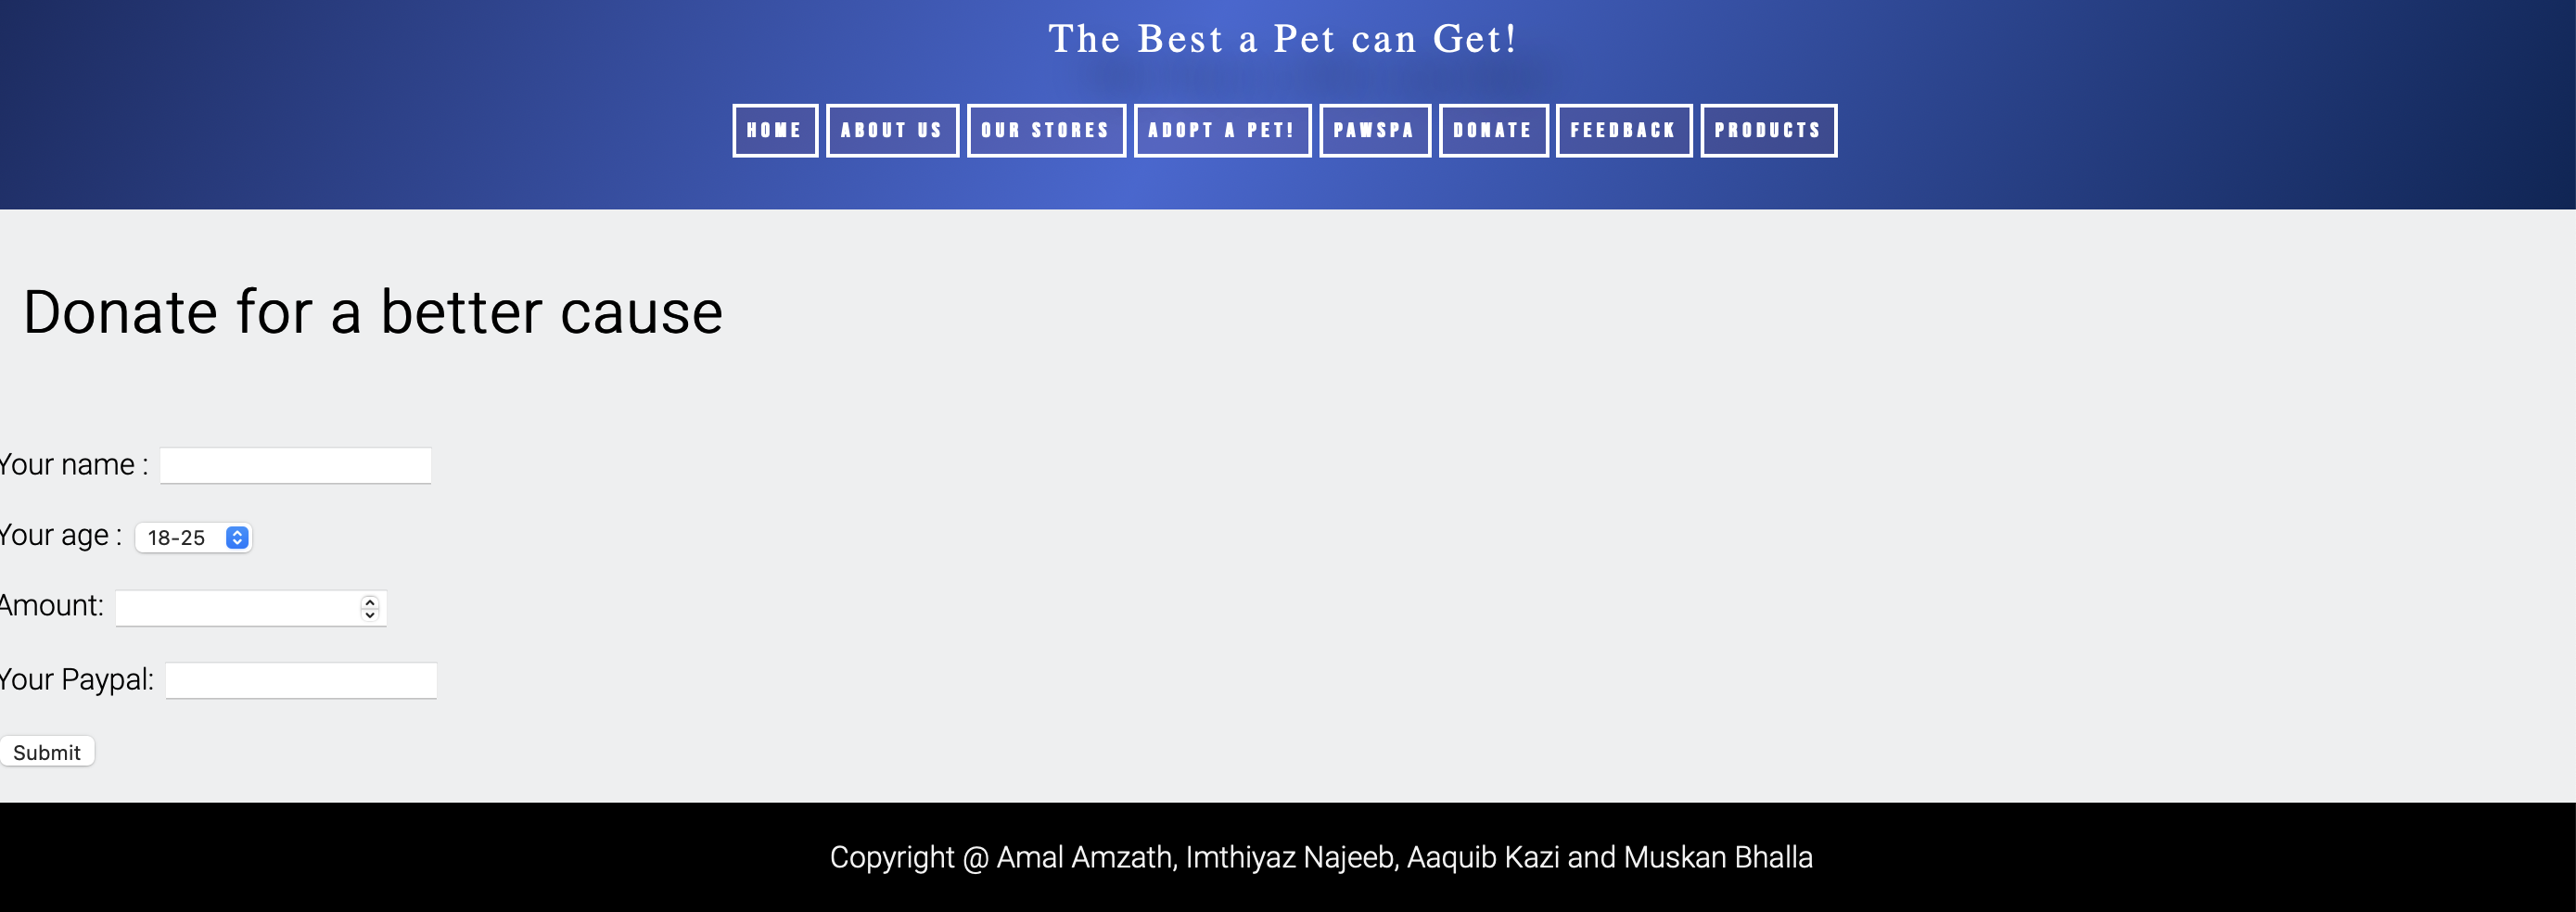 The Best a Pet can Get!
HOME ABOUT US OUR STORES ADOPT A PET! PAWSPA DONATE FEEDBACK PRODUCTS
Donate for a better cause
Your name :
Your age : 18-25
Amount:
Your Paypal:
Submit
Copyright @ Amal Amzath, Imthiyaz Najeeb, Aaquib Kazi and Muskan Bhalla